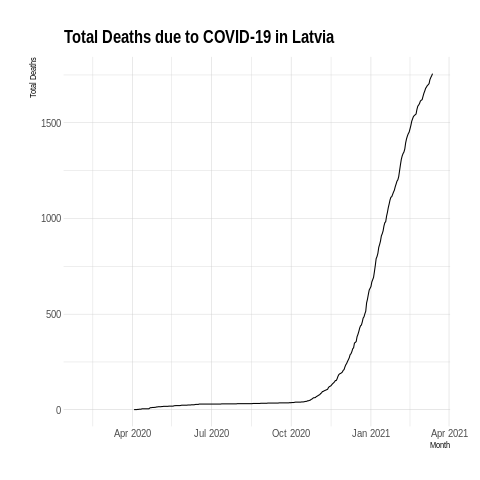 Total Deaths due to COVID-19 in Latvia
Total Deaths
1500
1000
500
0
Apr 2020 Jul 2020 Oct 2020 Jan 2021 Apr 2021
Month